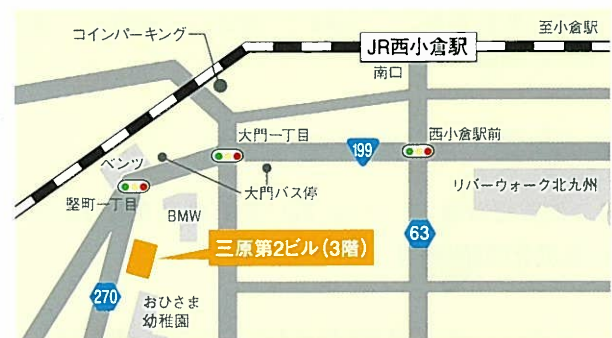 コインパーキング
JR西小倉駅
至小倉駅
南口
大門一丁目
199
西小倉駅前
ベンツ
大門バス停
リバーウォーク北九州
竪町一丁目
BMW
63
三原第2ビル(3階)
270
おひさま
幼稚園